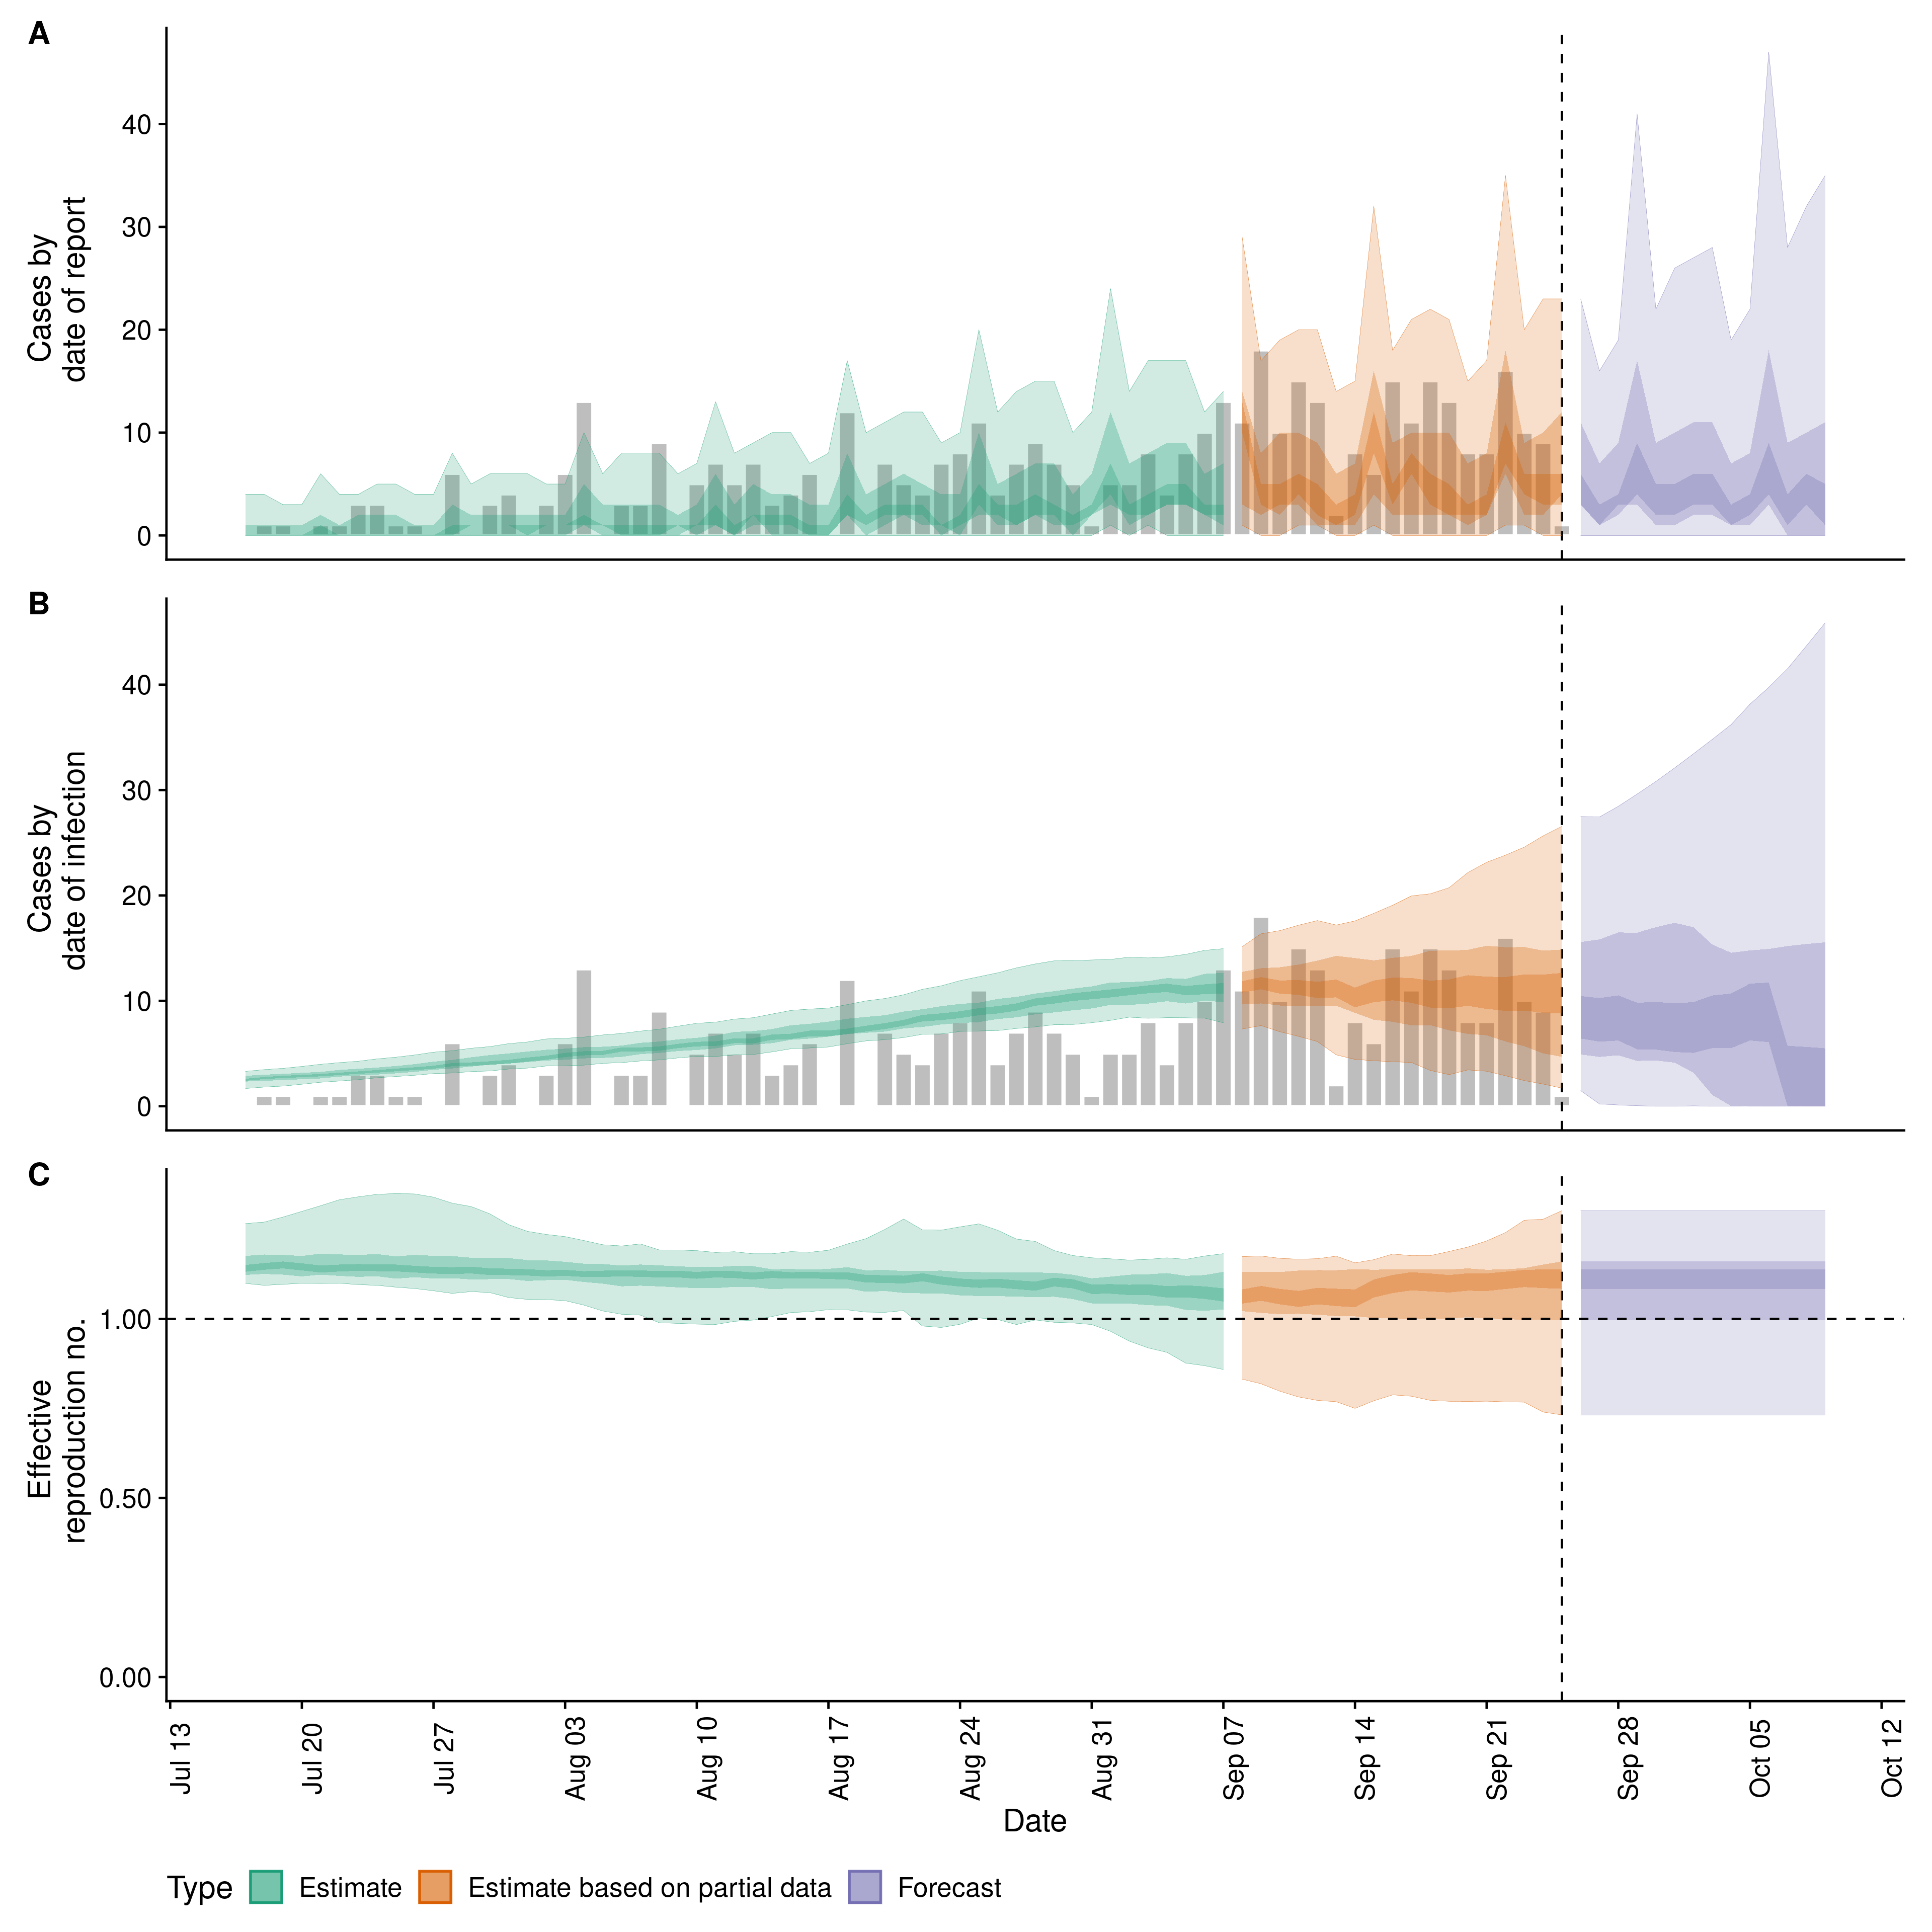 A
Cases by
date of report
40
30
20
10
0
B
Cases by
date of infection
40
30
20
10
0
C
Effective
reproduction no.
1.00
0.50
0.00
Jul 13
Jul 20
Jul 27
Aug 03
Aug 10
Aug 17
Aug 24
Aug 31
Sep 07
Sep 14
Sep 21
Sep 28
Oct 05
Oct 12
Date
Type Estimate Estimate based on partial data Forecast